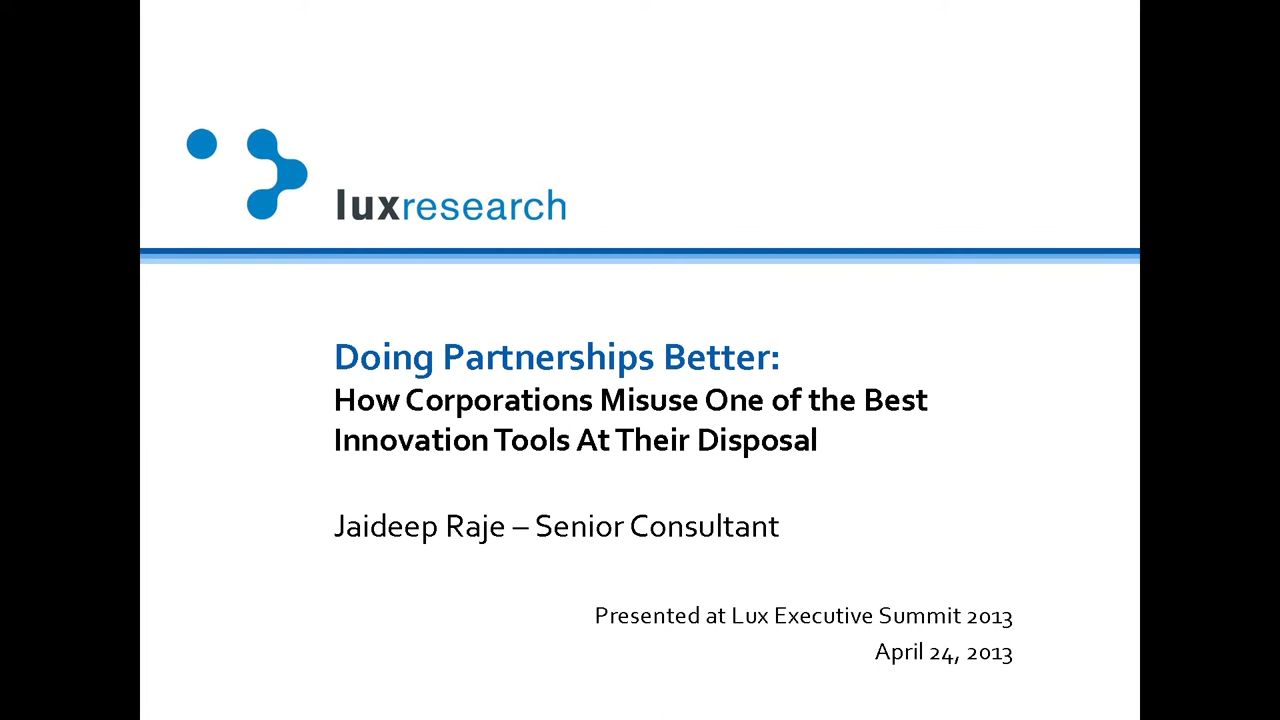 luxresearch
Doing Partnerships Better:
How Corporations Misuse One of the Best
Innovation Tools At Their Disposal
Jaideep Raje – Senior Consultant
Presented at Lux Executive Summit 2013
April 24, 2013